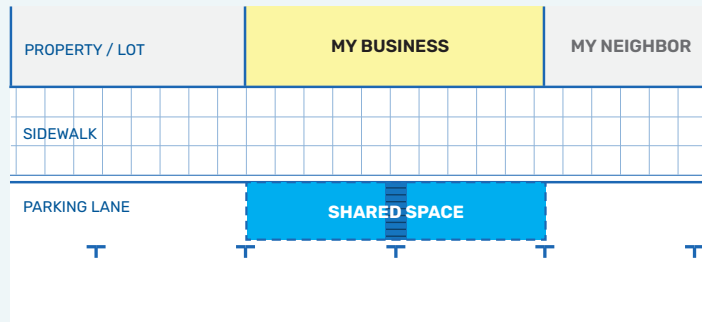 PROPERTY / LOT
MY BUSINESS
MY NEIGHBOR
SIDEWALK
PARKING LANE
SHARED SPACE